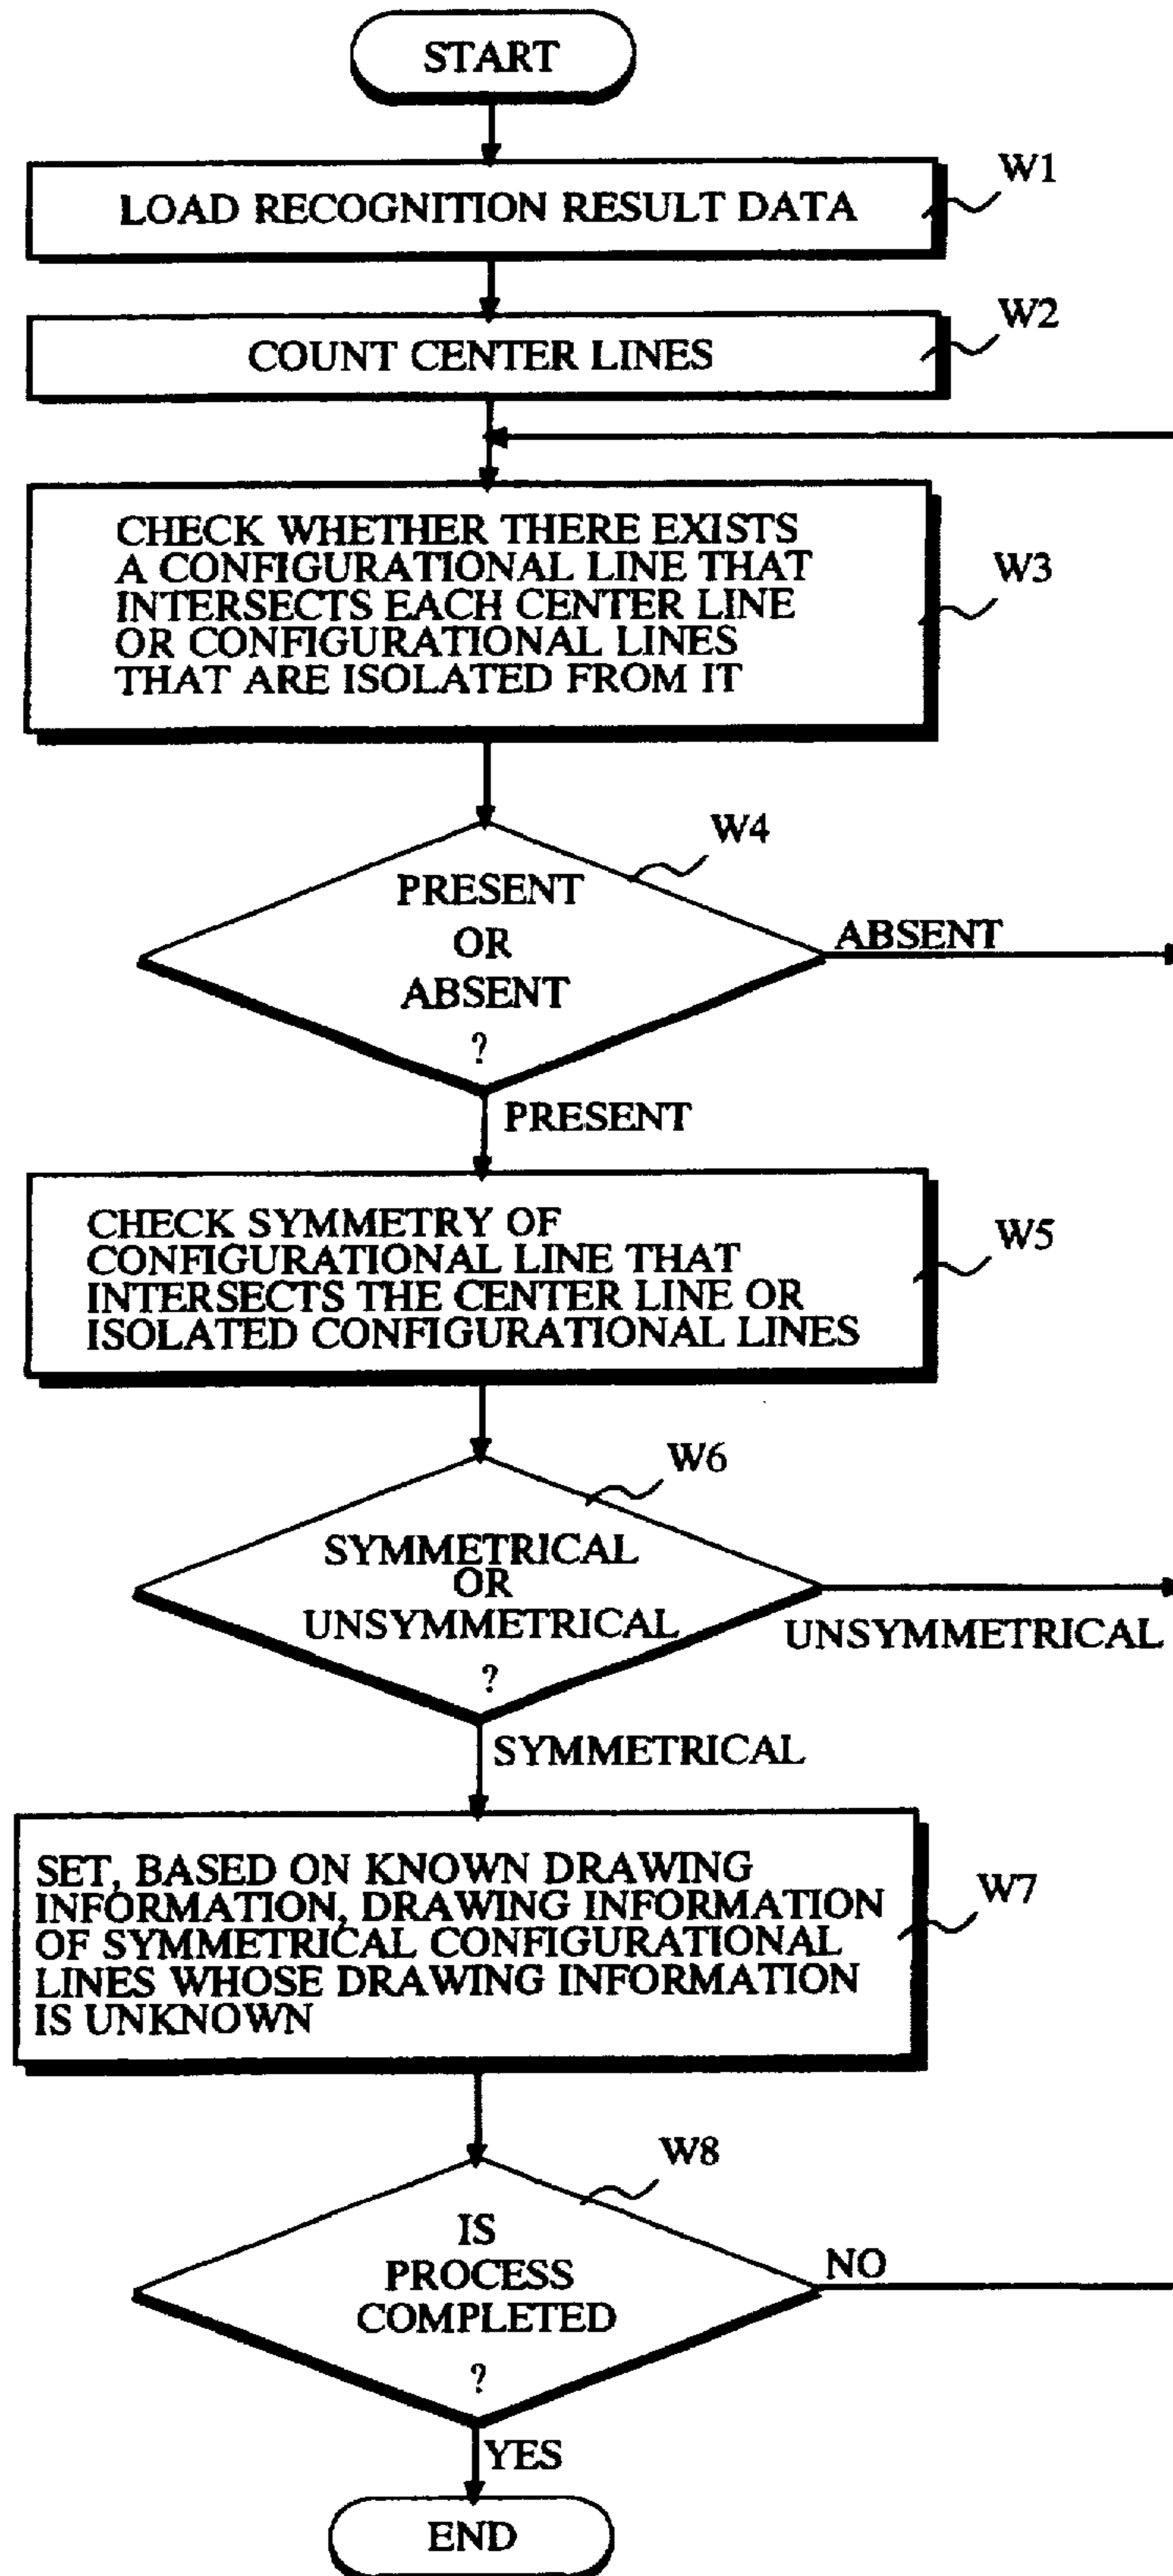 START
LOAD RECOGNITION RESULT DATA
W1
COUNT CENTER LINES
W2
CHECK WHETHER THERE EXISTS
A CONFIGURATIONAL LINE THAT
INTERSECTS EACH CENTER LINE
OR CONFIGURATIONAL LINES
THAT ARE ISOLATED FROM IT
W3
PRESENT
OR
ABSENT
?
W4
ABSENT
PRESENT
CHECK SYMMETRY OF
CONFIGURATIONAL LINE THAT
INTERSECTS THE CENTER LINE OR
ISOLATED CONFIGURATIONAL LINES
W5
SYMMETRICAL
OR
UNSYMMETRICAL
?
W6
UNSYMMETRICAL
SYMMETRICAL
SET, BASED ON KNOWN DRAWING
INFORMATION, DRAWING INFORMATION
OF SYMMETRICAL CONFIGURATIONAL
LINES WHOSE DRAWING INFORMATION
IS UNKNOWN
W7
IS
PROCESS
COMPLETED
?
W8
NO
YES
END